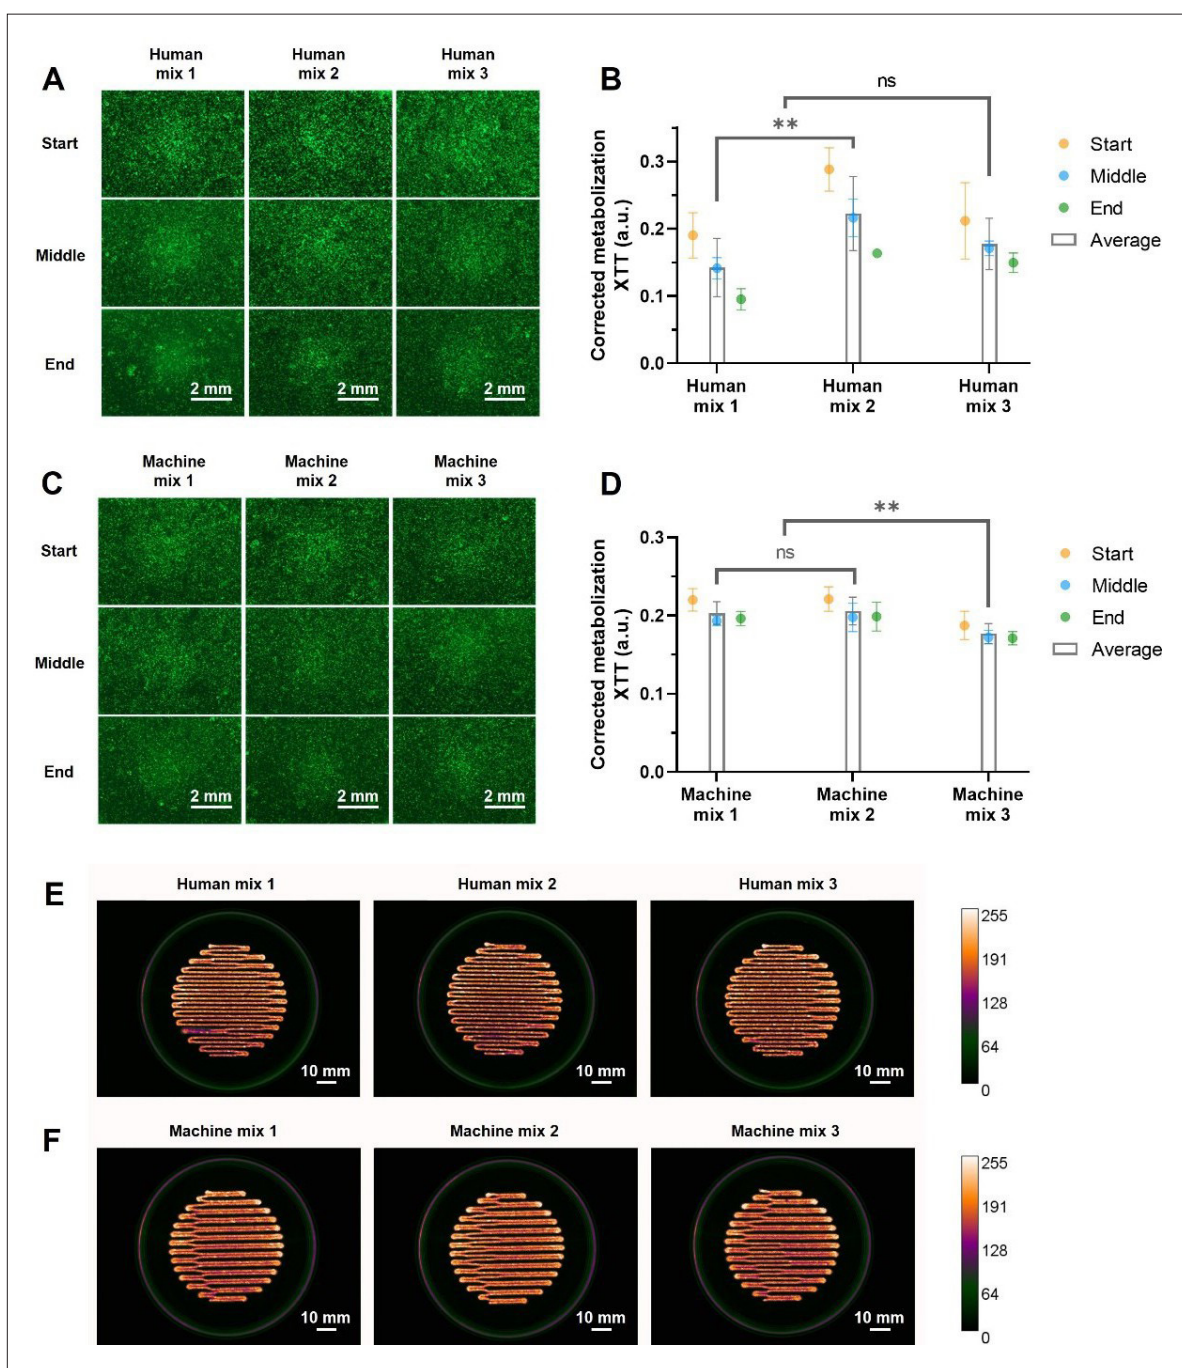 A
Human
mix 1
Human
mix 2
Human
mix 3
Start
Middle
End
2 mm
2 mm
2 mm
B
ns
**
Corrected metabolization
XTT (a.u.)
0.3
0.2
0.1
0.0
Human
mix 1
Human
mix 2
Human
mix 3
Start
Middle
End
Average
C
Machine
mix 1
Machine
mix 2
Machine
mix 3
Start
Middle
End
2 mm
2 mm
2 mm
D
**
ns
Corrected metabolization
XTT (a.u.)
0.3
0.2
0.1
0.0
Machine
mix 1
Machine
mix 2
Machine
mix 3
Start
Middle
End
Average
E
Human mix 1
Human mix 2
Human mix 3
10 mm
10 mm
10 mm
255
191
128
64
0
F
Machine mix 1
Machine mix 2
Machine mix 3
10 mm
10 mm
10 mm
255
191
128
64
0